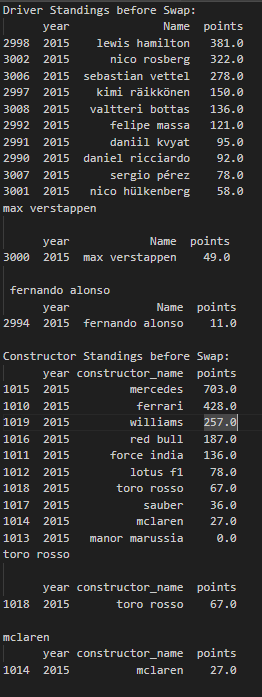 Driver Standings before Swap:
year Name points
2998 2015 lewis hamilton 381.0
3002 2015 nico rosberg 322.0
3006 2015 sebastian vettel 278.0
2997 2015 kimi räikkönen 150.0
3008 2015 valtteri bottas 136.0
2992 2015 felipe massa 121.0
2991 2015 daniil kvyat 95.0
2990 2015 daniel ricciardo 92.0
3007 2015 sergio pérez 78.0
3001 2015 nico hülkenberg 58.0
max verstappen
year Name points
3000 2015 max verstappen 49.0
fernando alonso
year Name points
2994 2015 fernando alonso 11.0
Constructor Standings before Swap:
year constructor_name points
1015 2015 mercedes 703.0
1010 2015 ferrari 428.0
1019 2015 williams 257.0
1016 2015 red bull 187.0
1011 2015 force india 136.0
1012 2015 lotus f1 78.0
1018 2015 toro rosso 67.0
1017 2015 sauber 36.0
1014 2015 mclaren 27.0
1013 2015 manor marussia 0.0
toro rosso
year constructor_name points
1018 2015 toro rosso 67.0
mclaren
year constructor_name points
1014 2015 mclaren 27.0